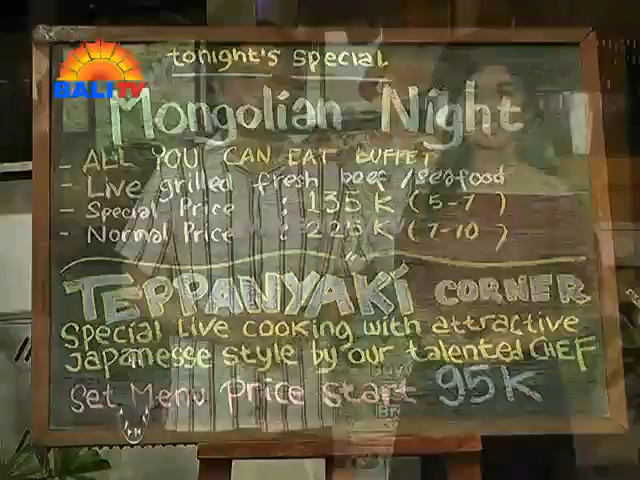 BALITV
tonight's special
Mongolian Night
- ALL YOU CAN EAT BUFFET
- Live grilled fresh beef / seafood
- Special Price : 135 K (5-7)
- Normal Price : 225 K (7-10)
TEPPANYAKI CORNER
Special Live cooking with attractive
Japanesse style by our talented CHEF
Set Menu Price start 95K